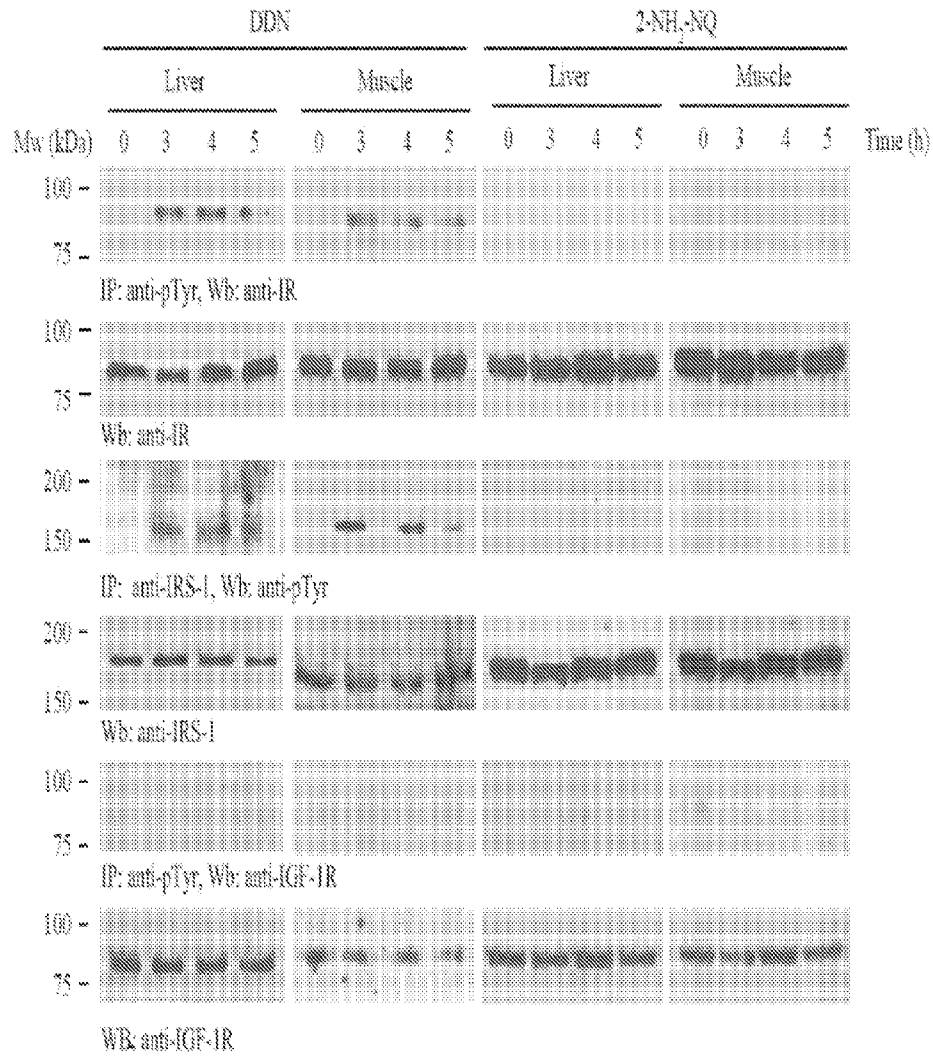 DDN 2-NH2-NQ
Liver Muscle Liver Muscle
Mw (kDa) 0 3 4 5 0 3 4 5 0 3 4 5 0 3 4 5 Time (h)
100 –
75 –
IP: anti-pTyr, Wb: anti-IR
100 –
75 –
Wb: anti-IR
200 –
150 –
IP: anti-IRS-1, Wb: anti-pTyr
200 –
150 –
Wb: anti-IRS-1
100 –
75 –
IP: anti-pTyr, Wb: anti-IGF-1R
100 –
75 –
WB: anti-IGF-1R